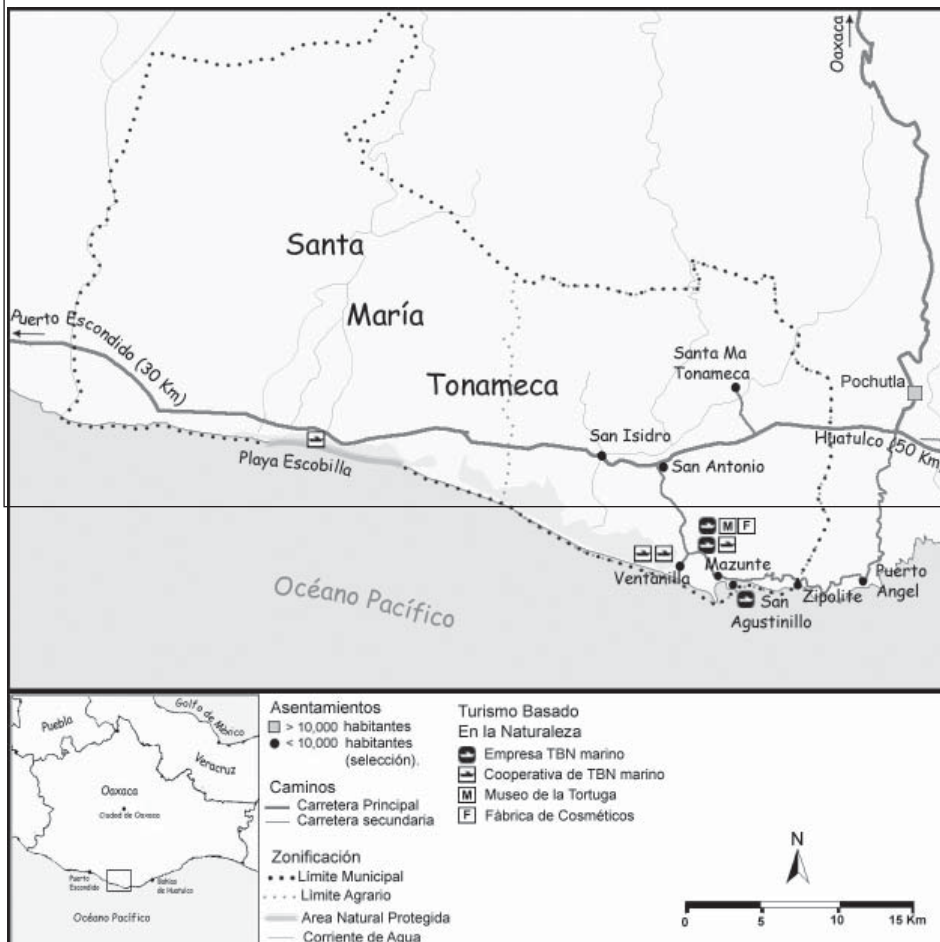 Oaxaca
Santa
María
Tonameca
Puerto Escondido (30 Km)
Santa Ma
Tonameca
Pochutla
San Isidro
Huatulco (50 Km)
Playa Escobilla
San Antonio
M F
Ventanilla
Mazunte
Puerto
Angel
Zipolite
San
Agustinillo
Océano Pacífico
Puebla
Golfo de México
Veracruz
Oaxaca
Ciudad de Oaxaca
Puerto
Escondido
Bahías
de Huatulco
Océano Pacífico
Asentamientos
> 10,000 habitantes
< 10,000 habitantes
(selección).
Caminos
Carretera Principal
Carretera secundaria
Zonificación
Límite Municipal
Límite Agrario
Area Natural Protegida
Corriente de Agua
Turismo Basado
En la Naturaleza
Empresa TBN marino
Cooperativa de TBN marino
M Museo de la Tortuga
F Fábrica de Cosméticos
N
0 5 10 15 Km